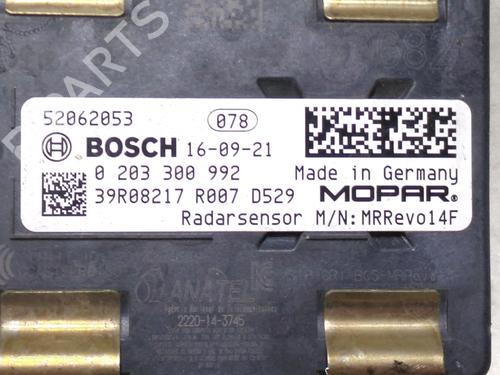 52062053
078
BOSCH 16-09-21
0 203 300 992
Made in Germany
39R08217 R007 D529
MOPAR®
Radarsensor M/N:MRRevo14F
ANATEL
2220-14-3745
PARTS